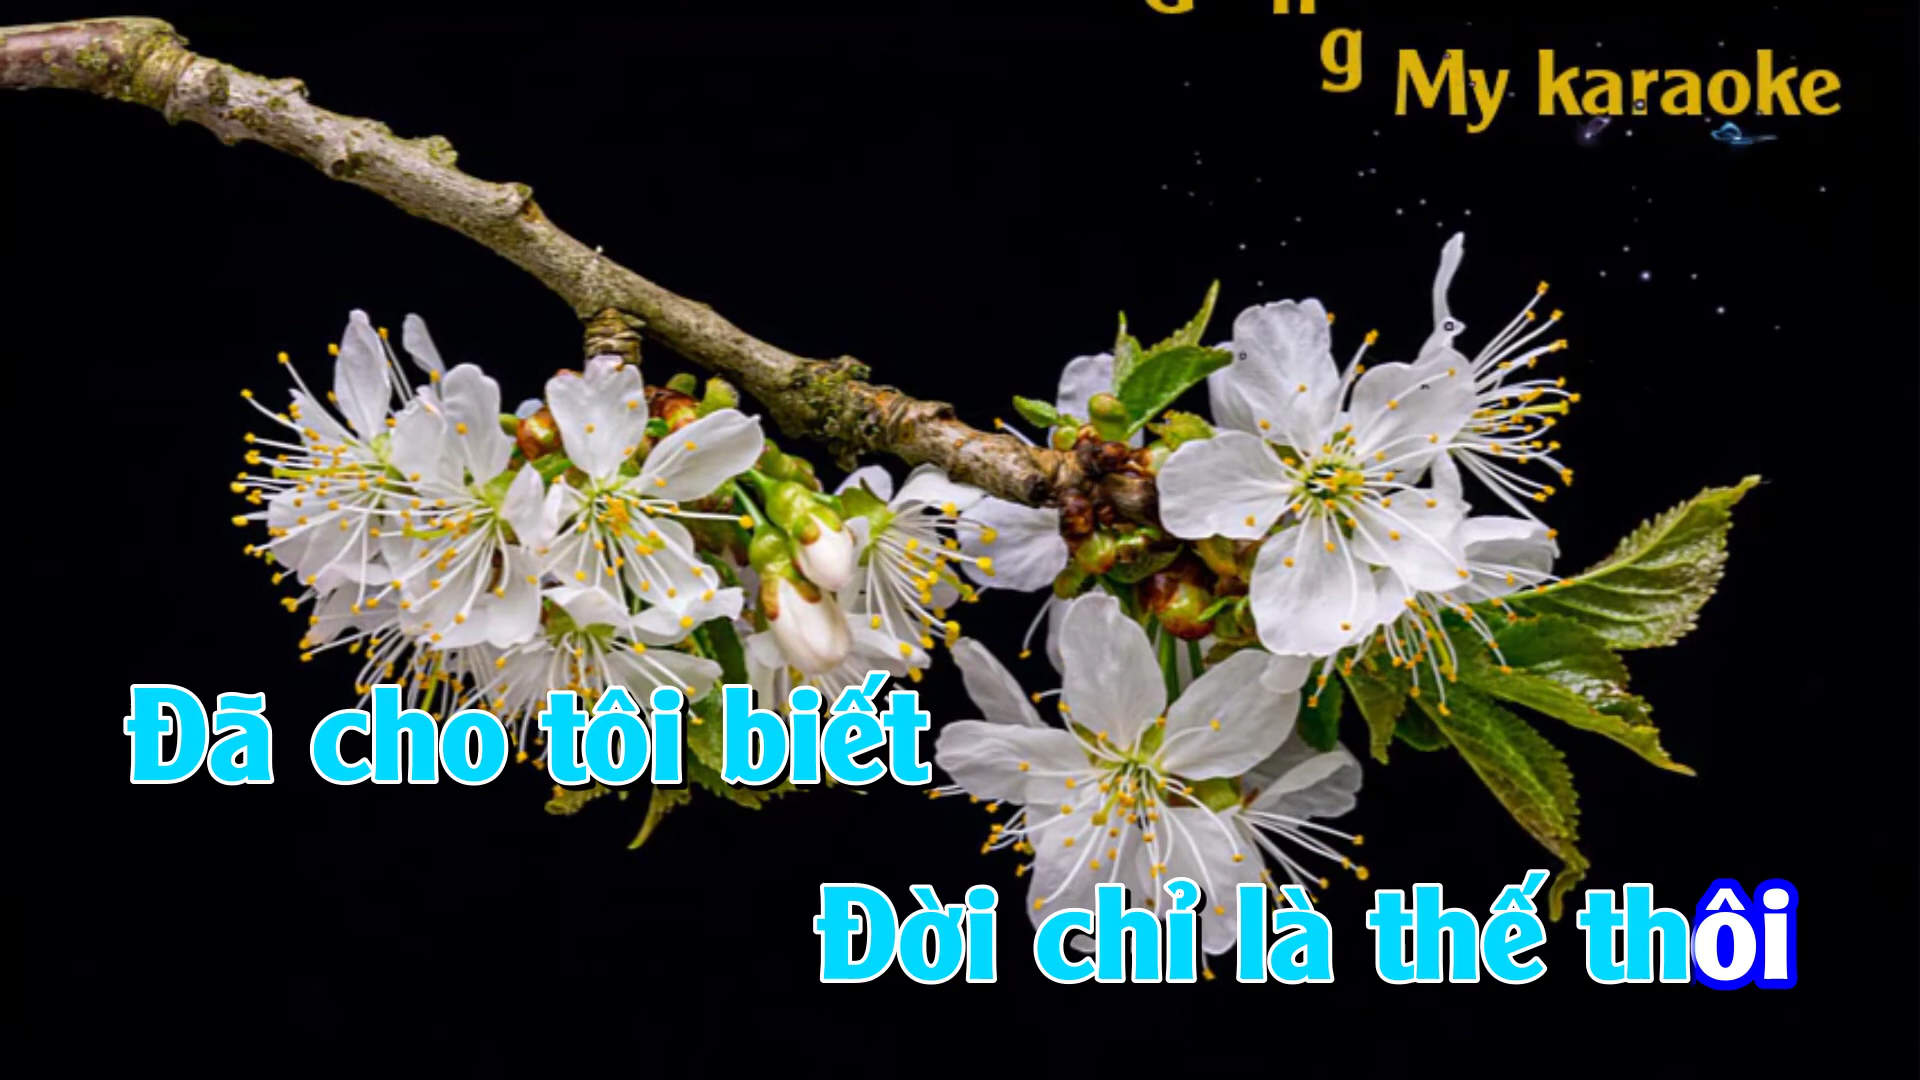 g My karaoke
Đã cho tôi biết
Đời chỉ là thế thôi